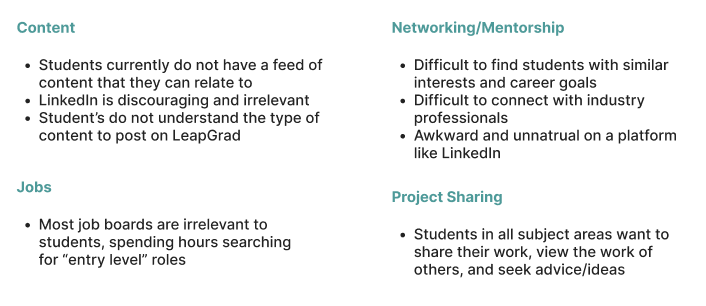 Content
• Students currently do not have a feed of
content that they can relate to
• LinkedIn is discouraging and irrelevant
• Student’s do not understand the type of
content to post on LeapGrad
Jobs
• Most job boards are irrelevant to
students, spending hours searching
for “entry level” roles
Networking/Mentorship
• Difficult to find students with similar
interests and career goals
• Difficult to connect with industry
professionals
• Awkward and unnatrual on a platform
like LinkedIn
Project Sharing
• Students in all subject areas want to
share their work, view the work of
others, and seek advice/ideas